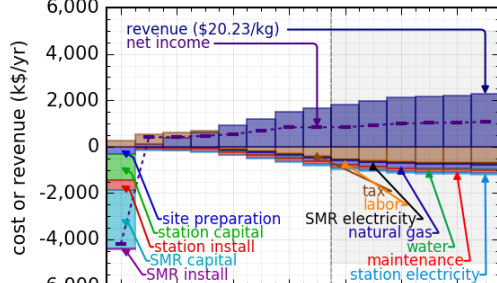 6,000
revenue ($20.23/kg)
net income
4,000
2,000
0
cost or revenue (k$/yr)
tax
labor
-2,000
SMR electricity
site preparation
station capital
natural gas
station install
water
-4,000
SMR capital
maintenance
SMR install
station electricity